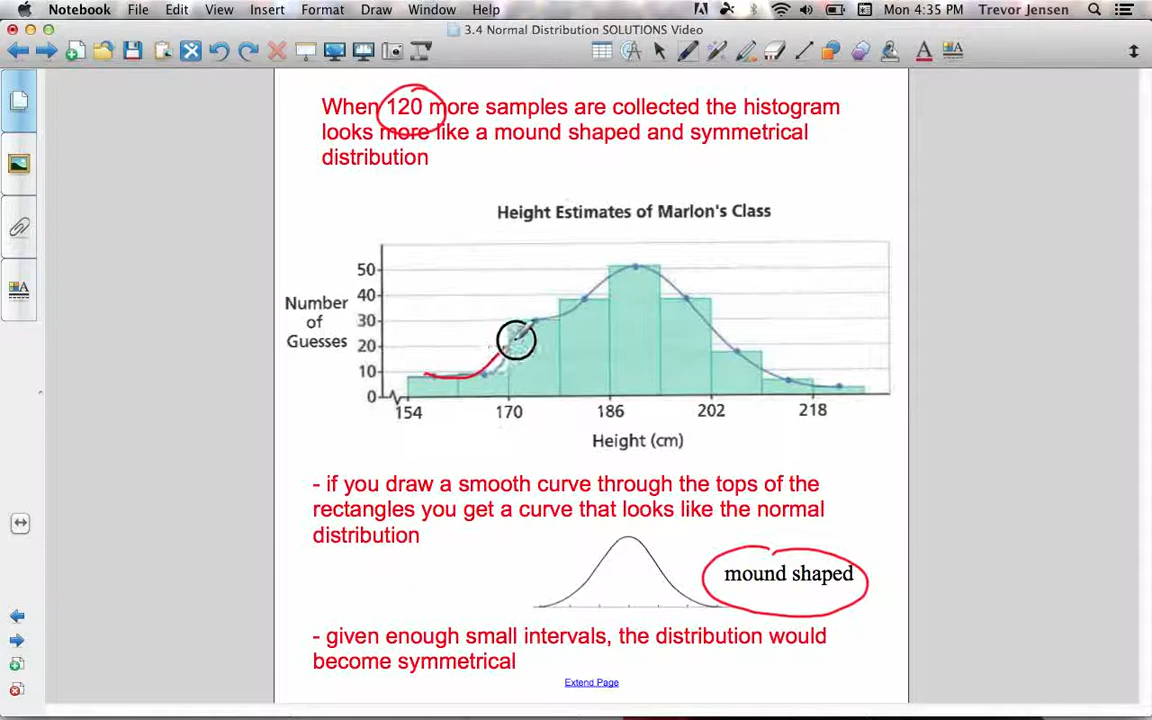 Notebook File Edit View Insert Format Draw Window Help Mon 4:35 PM Trevor Jensen
3.4 Normal Distribution SOLUTIONS Video
When 120 more samples are collected the histogram
looks more like a mound shaped and symmetrical
distribution
Height Estimates of Marlon's Class
Number
of
Guesses
50
40
30
20
10
0
154 170 186 202 218
Height (cm)
- if you draw a smooth curve through the tops of the
rectangles you get a curve that looks like the normal
distribution
mound shaped
- given enough small intervals, the distribution would
become symmetrical
Extend Page